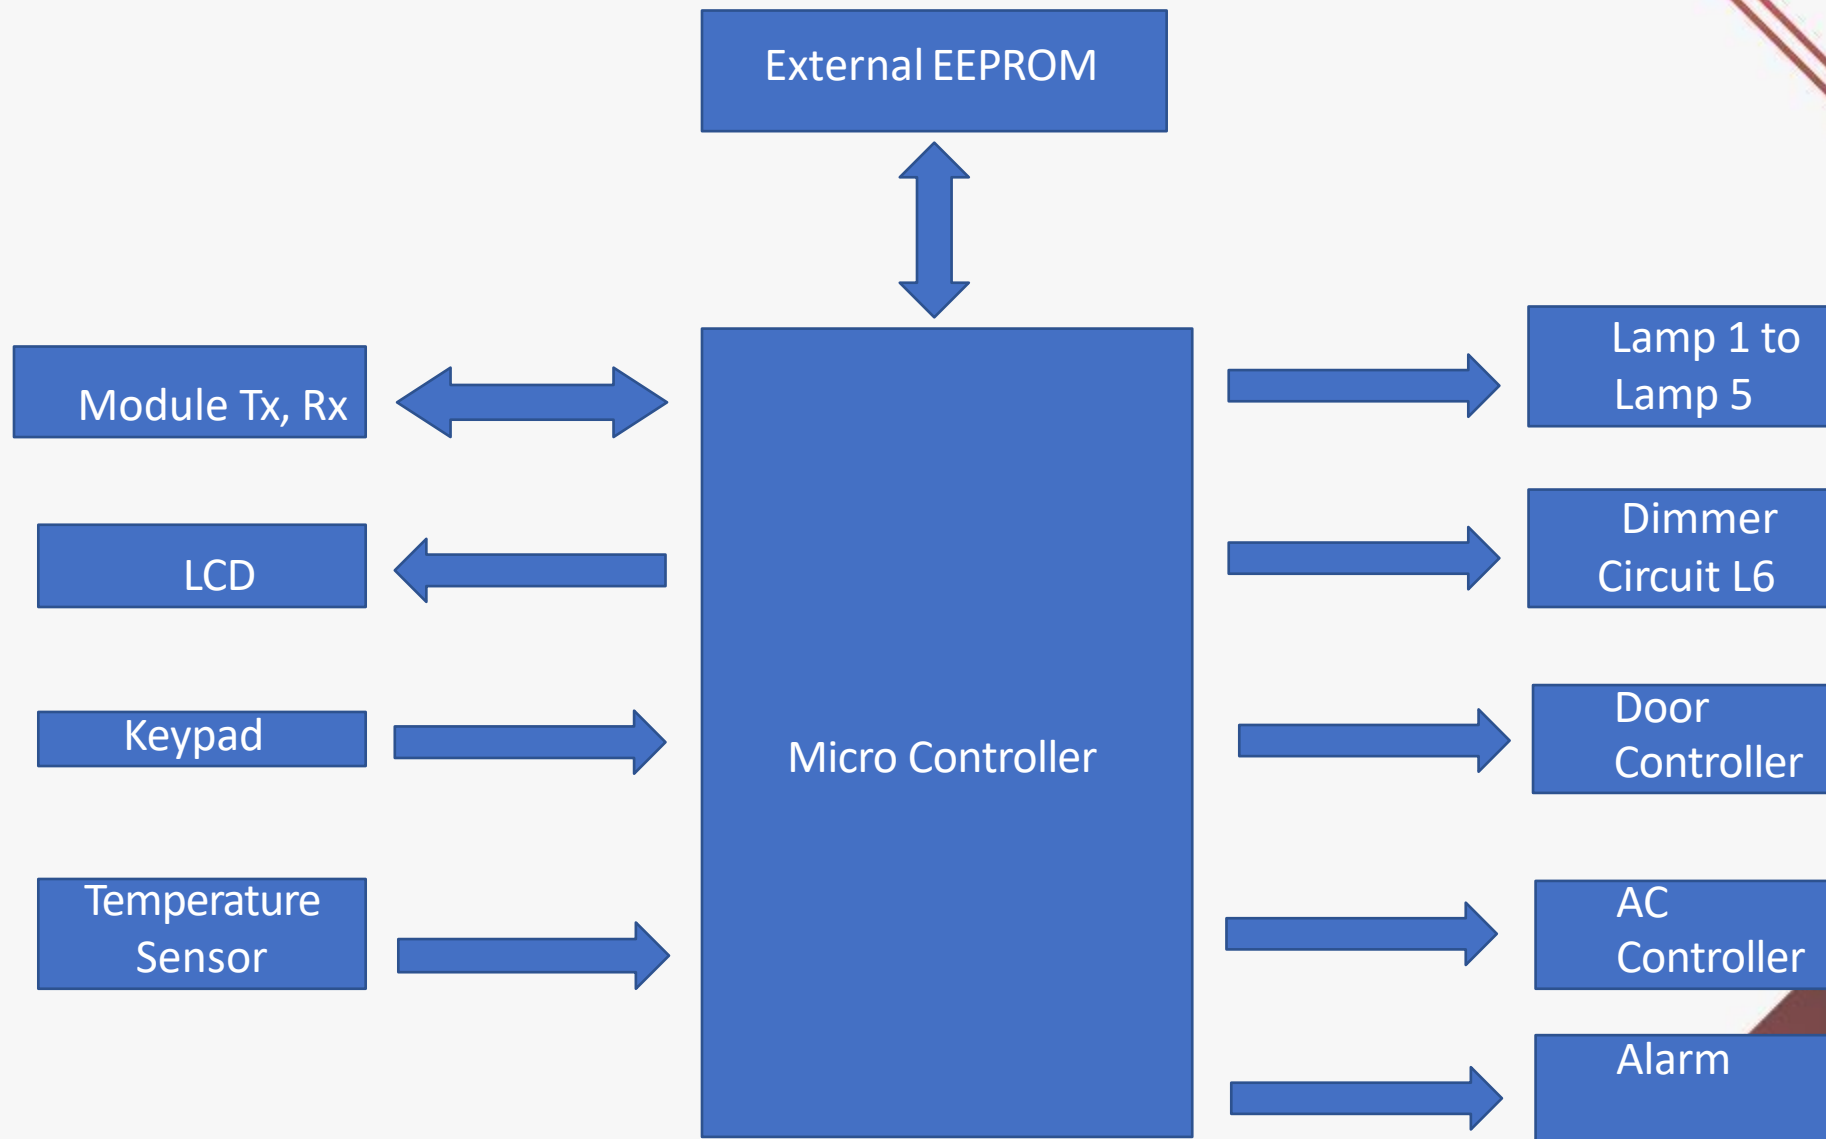 External EEPROM
Module Tx, Rx
LCD
Keypad
Temperature
Sensor
Micro Controller
Lamp 1 to
Lamp 5
Dimmer
Circuit L6
Door
Controller
AC
Controller
Alarm